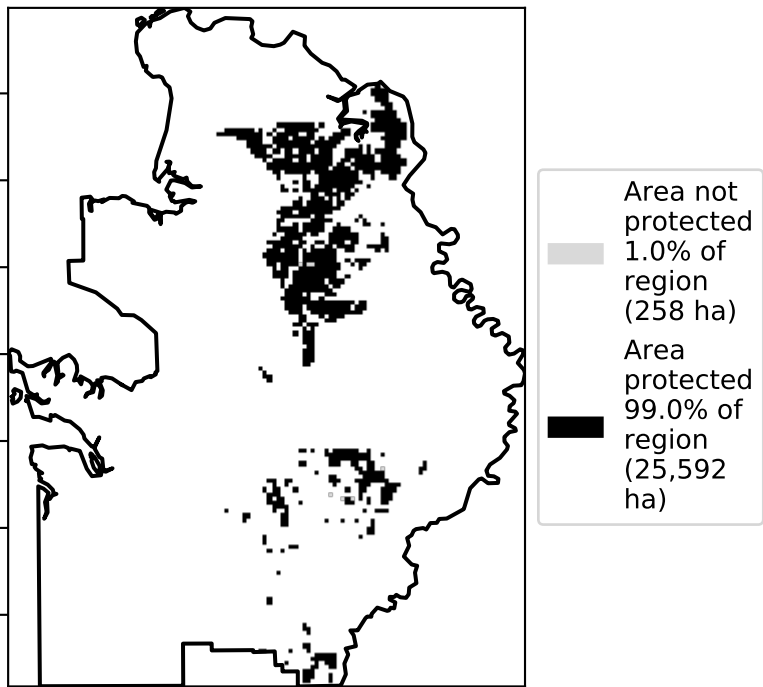 Area not
protected
1.0% of
region
(258 ha)
Area
protected
99.0% of
region
(25,592
ha)